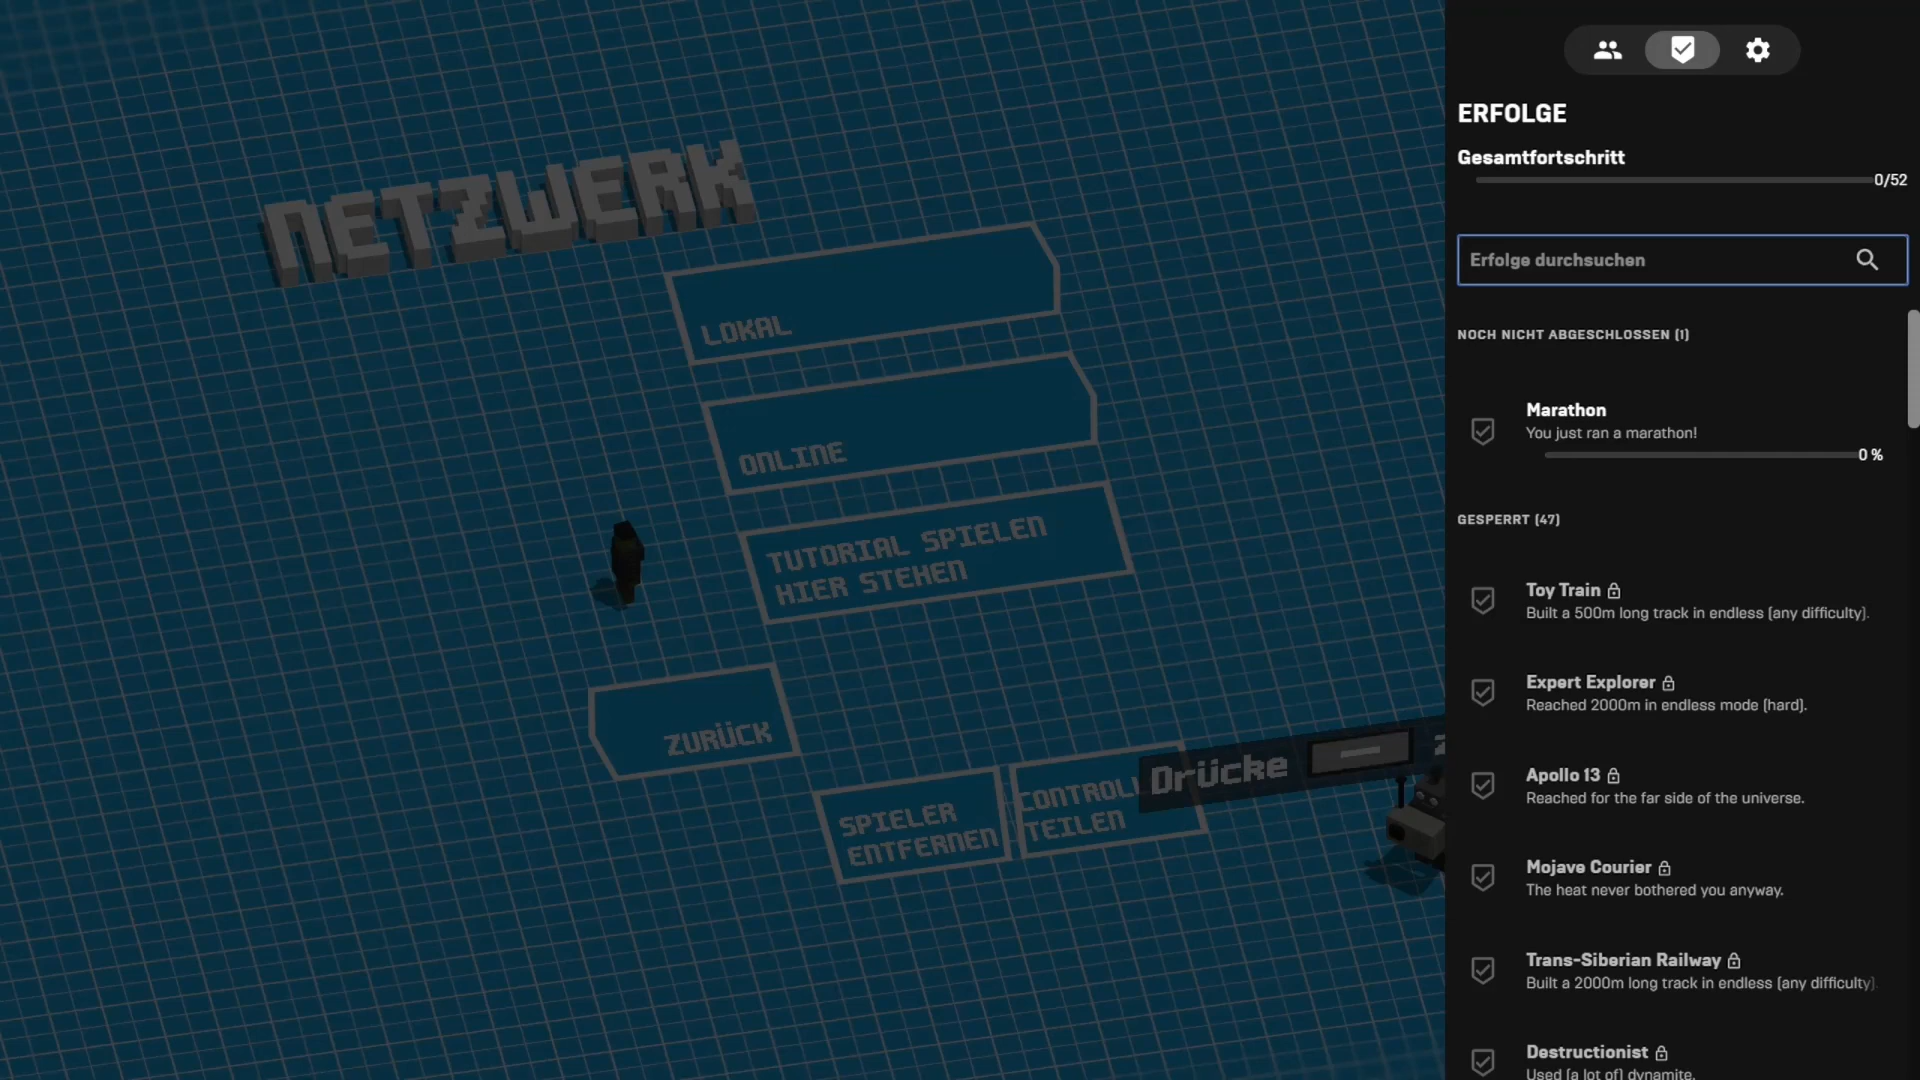 NETZWERK
LOKAL
ONLINE
TUTORIAL SPIELEN
HIER STEHEN
ZURÜCK
SPIELER
ENTFERNEN
TEILEN
Drücke
ERFOLGE
Gesamtfortschritt
0/52
Erfolge durchsuchen
NOCH NICHT ABGESCHLOSSEN (1)
Marathon
You just ran a marathon!
0 %
GESPERRT (47)
Toy Train
Built a 500m long track in endless (any difficulty).
Expert Explorer
Reached 2000m in endless mode (hard).
Apollo 13
Reached for the far side of the universe.
Mojave Courier
The heat never bothered you anyway.
Trans-Siberian Railway
Built a 2000m long track in endless (any difficulty).
Destructionist
Used (a lot of) dynamite.